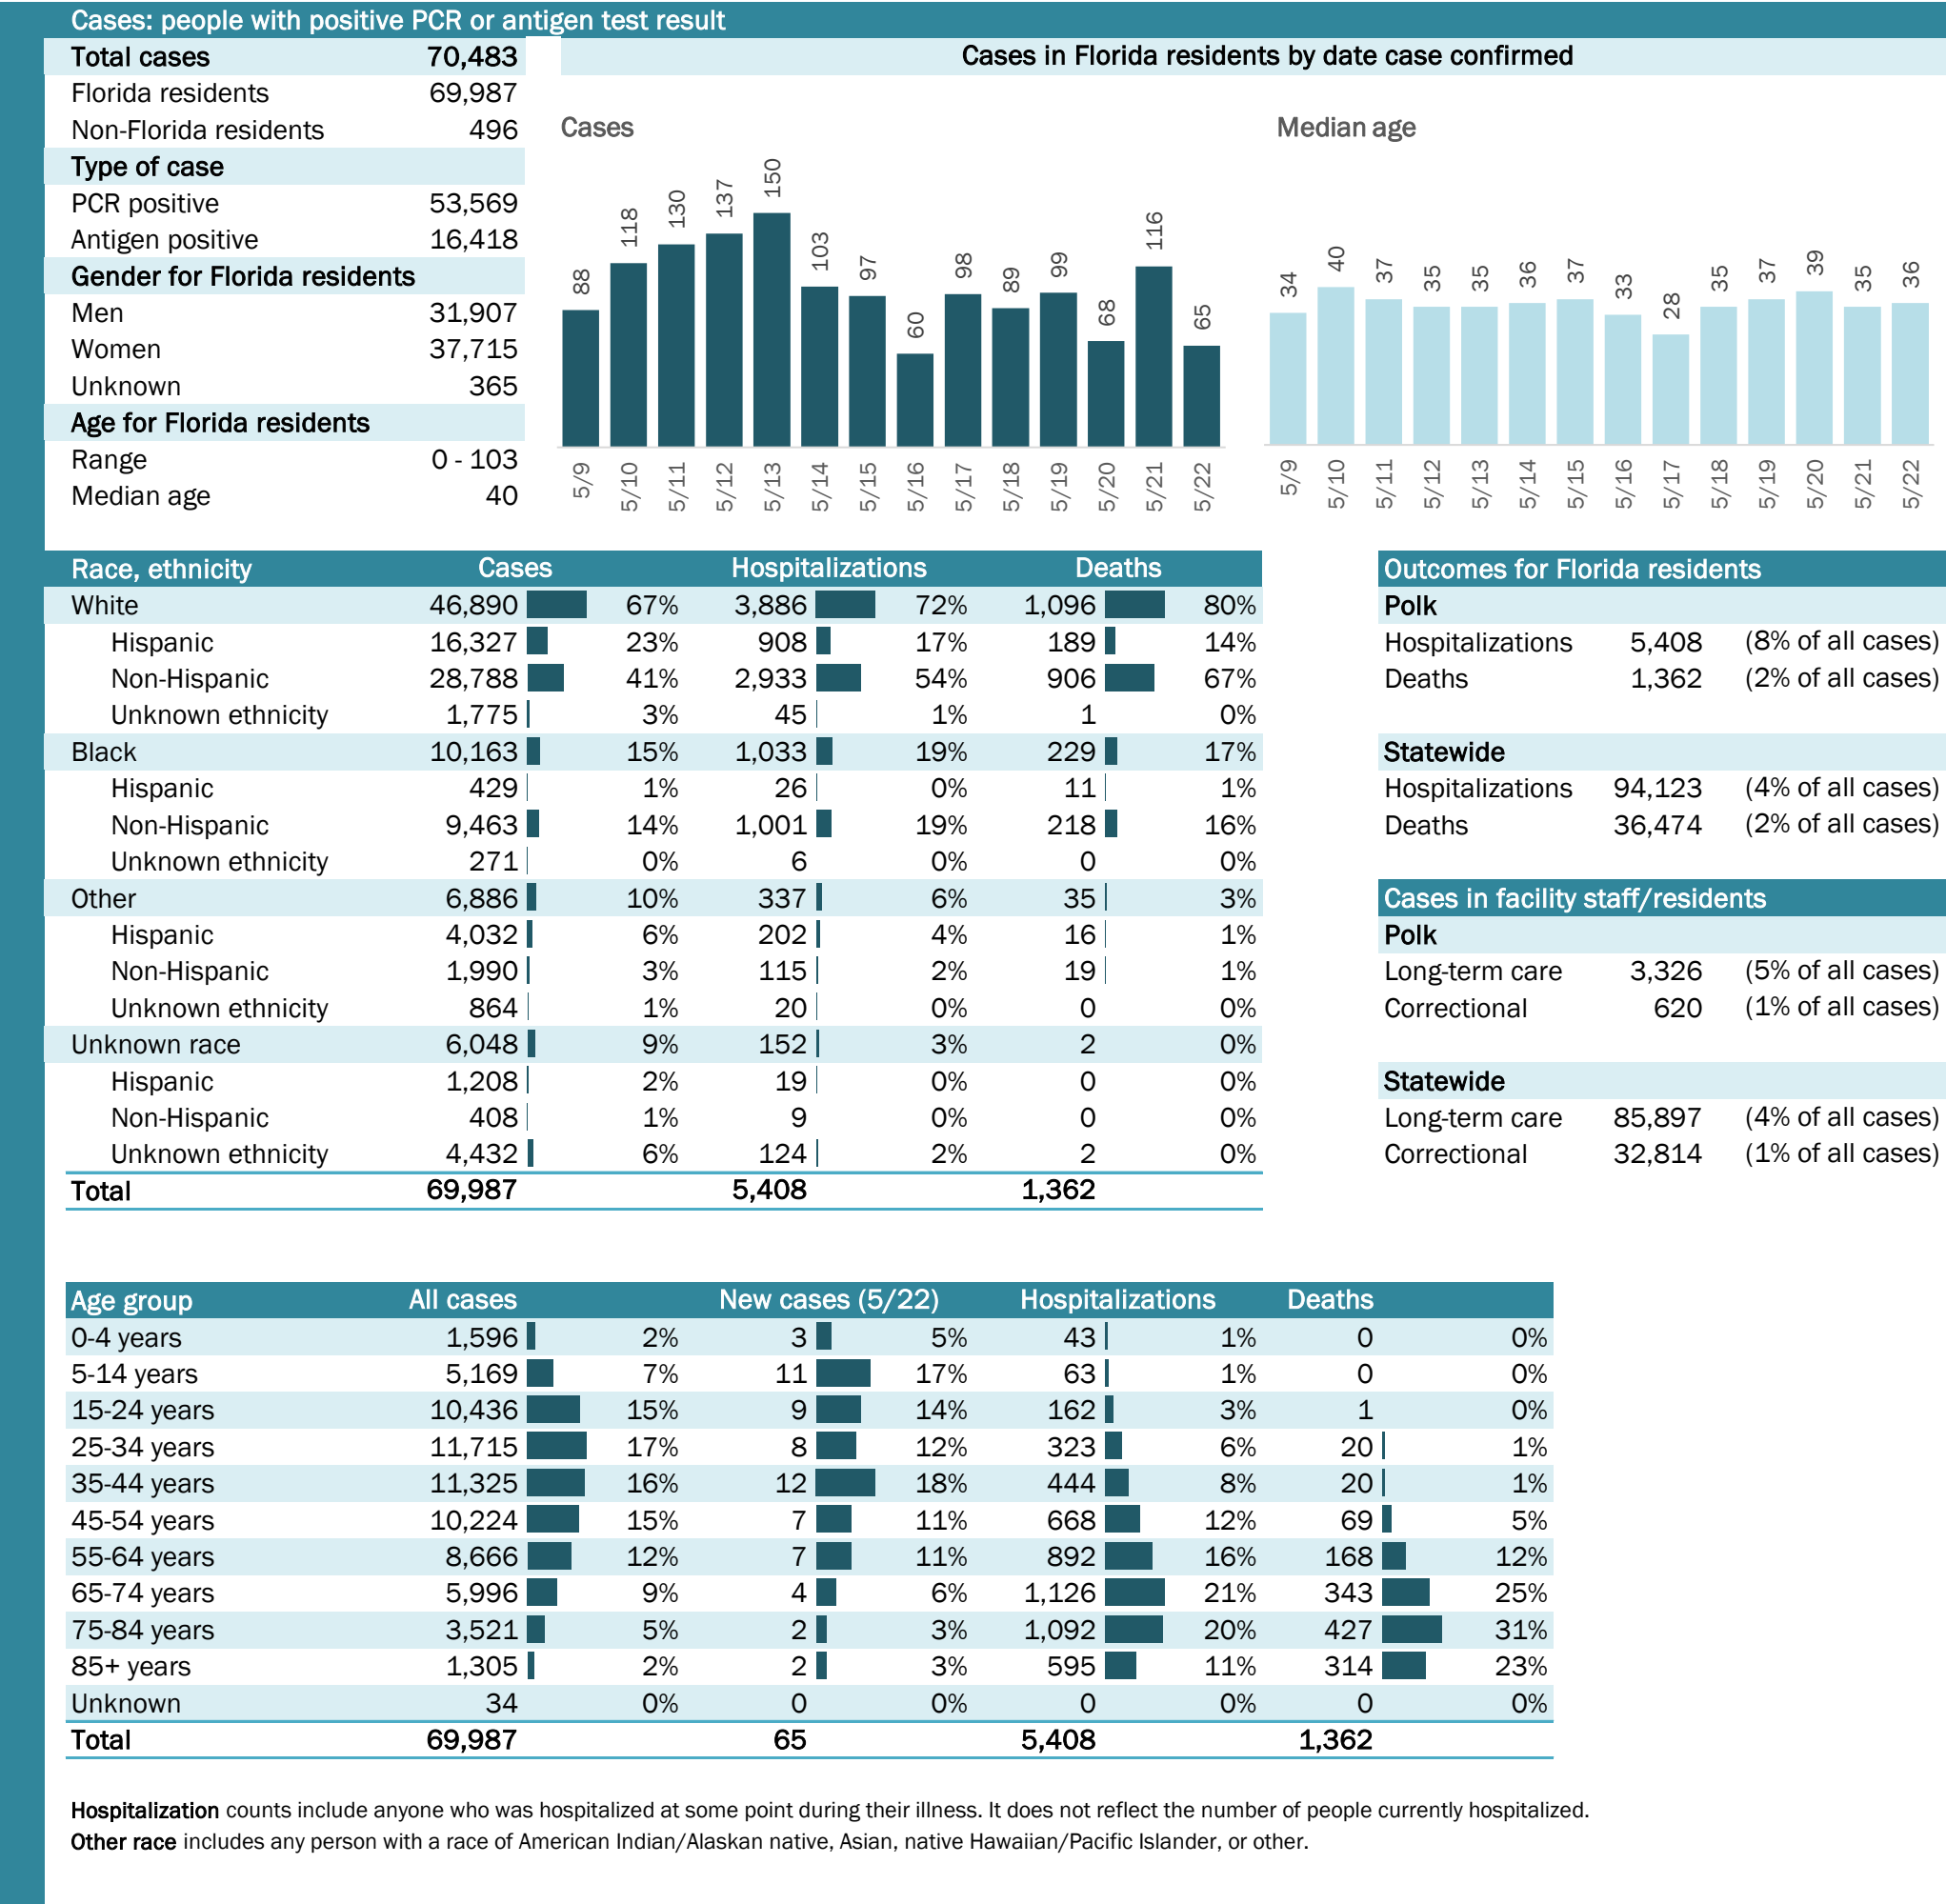 Cases: people with positive PCR or antigen test result
Total cases 70,483
Florida residents 69,987
Non-Florida residents 496
Type of case
PCR positive 53,569
Antigen positive 16,418
Gender for Florida residents
Men 31,907
Women 37,715
Unknown 365
Age for Florida residents
Range 0 - 103
Median age 40
Cases in Florida residents by date case confirmed
Cases
88 118 130 137 150 103 97 60 98 89 99 68 116 65
5/9 5/10 5/11 5/12 5/13 5/14 5/15 5/16 5/17 5/18 5/19 5/20 5/21 5/22
Median age
34 40 37 35 35 36 37 33 28 35 37 39 35 36
5/9 5/10 5/11 5/12 5/13 5/14 5/15 5/16 5/17 5/18 5/19 5/20 5/21 5/22
Race, ethnicity Cases Hospitalizations Deaths
White 46,890 67% 3,886 72% 1,096 80%
Hispanic 16,327 23% 908 17% 189 14%
Non-Hispanic 28,788 41% 2,933 54% 906 67%
Unknown ethnicity 1,775 3% 45 1% 1 0%
Black 10,163 15% 1,033 19% 229 17%
Hispanic 429 1% 26 0% 11 1%
Non-Hispanic 9,463 14% 1,001 19% 218 16%
Unknown ethnicity 271 0% 6 0% 0 0%
Other 6,886 10% 337 6% 35 3%
Hispanic 4,032 6% 202 4% 16 1%
Non-Hispanic 1,990 3% 115 2% 19 1%
Unknown ethnicity 864 1% 20 0% 0 0%
Unknown race 6,048 9% 152 3% 2 0%
Hispanic 1,208 2% 19 0% 0 0%
Non-Hispanic 408 1% 9 0% 0 0%
Unknown ethnicity 4,432 6% 124 2% 2 0%
Total 69,987 5,408 1,362
Outcomes for Florida residents
Polk
Hospitalizations 5,408 (8% of all cases)
Deaths 1,362 (2% of all cases)
Statewide
Hospitalizations 94,123 (4% of all cases)
Deaths 36,474 (2% of all cases)
Cases in facility staff/residents
Polk
Long-term care 3,326 (5% of all cases)
Correctional 620 (1% of all cases)
Statewide
Long-term care 85,897 (4% of all cases)
Correctional 32,814 (1% of all cases)
Age group All cases New cases (5/22) Hospitalizations Deaths
0-4 years 1,596 2% 3 5% 43 1% 0 0%
5-14 years 5,169 7% 11 17% 63 1% 0 0%
15-24 years 10,436 15% 9 14% 162 3% 1 0%
25-34 years 11,715 17% 8 12% 323 6% 20 1%
35-44 years 11,325 16% 12 18% 444 8% 20 1%
45-54 years 10,224 15% 7 11% 668 12% 69 5%
55-64 years 8,666 12% 7 11% 892 16% 168 12%
65-74 years 5,996 9% 4 6% 1,126 21% 343 25%
75-84 years 3,521 5% 2 3% 1,092 20% 427 31%
85+ years 1,305 2% 2 3% 595 11% 314 23%
Unknown 34 0% 0 0% 0 0% 0 0%
Total 69,987 65 5,408 1,362
Hospitalization counts include anyone who was hospitalized at some point during their illness. It does not reflect the number of people currently hospitalized.
Other race includes any person with a race of American Indian/Alaskan native, Asian, native Hawaiian/Pacific Islander, or other.